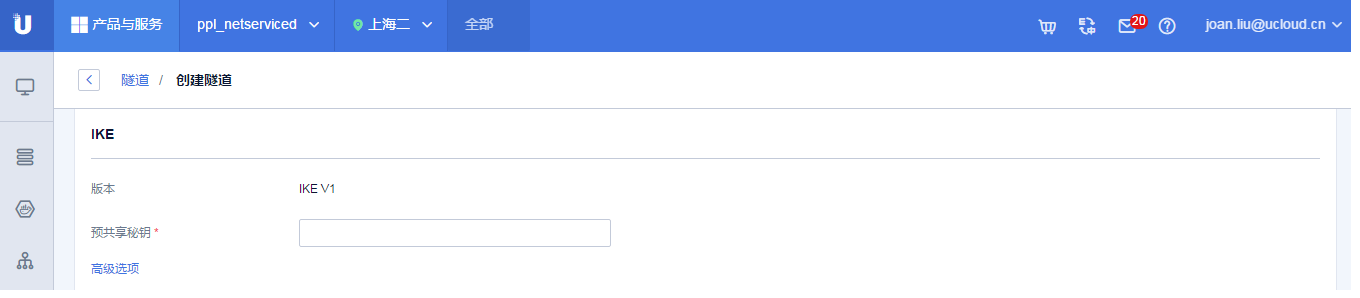 U 产品与服务 ppl_netserviced 上海二 全部 20 joan.liu@ucloud.cn
隧道 / 创建隧道
IKE
版本 IKE V1
预共享秘钥 *
高级选项